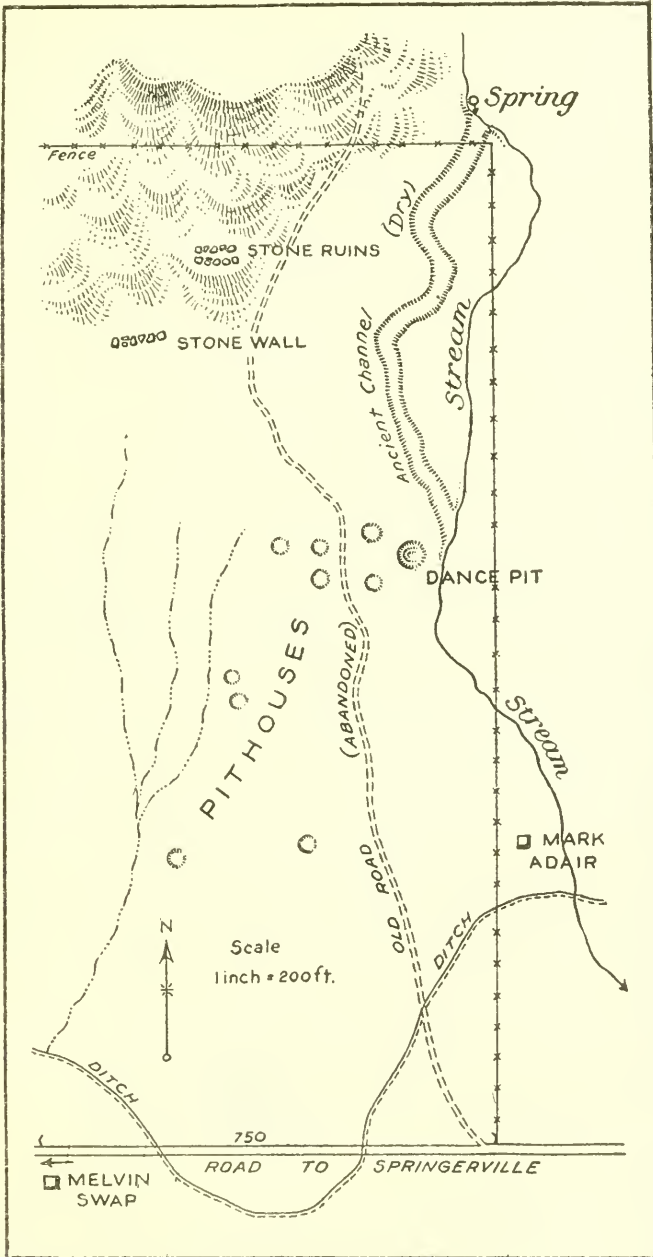 Spring
Fence
(Dry)
STONE RUINS
Ancient Channel
Stream
STONE WALL
DANCE PIT
PITHOUSES
(ABANDONED)
Stream
MARK
ADAIR
OLD ROAD
DITCH
N
Scale
1 inch = 200 ft.
DITCH
750
ROAD TO SPRINGERVILLE
MELVIN
SWAP